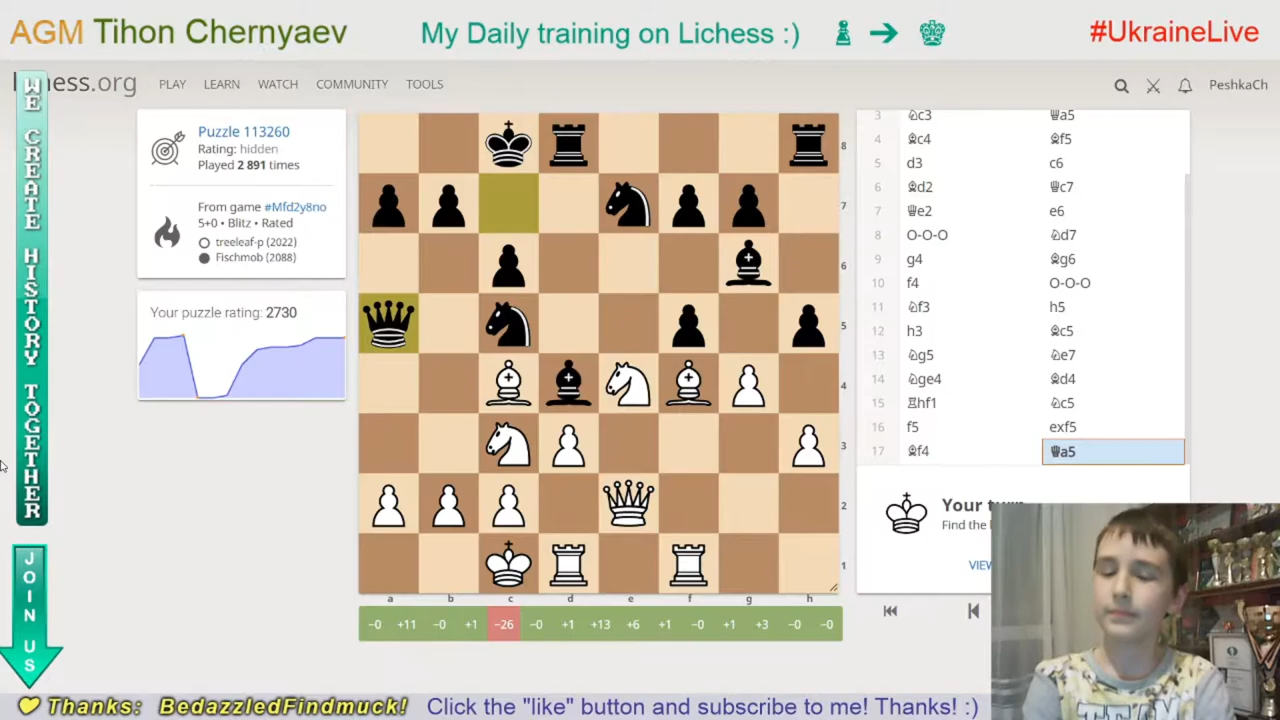 AGM Tihon Chernyaev
My Daily training on Lichess :)
#UkraineLive
hess.org
PLAY LEARN WATCH COMMUNITY TOOLS
PeshkaCh
WE CREATE HISTORY TOGETHER
JOIN US
Puzzle 113260
Rating: hidden
Played 2 891 times
From game #Mfd2y8no
5+0 • Blitz • Rated
treeleaf-p (2022)
Fischmob (2088)
Your puzzle rating: 2730
8
7
6
5
4
3
2
1
a b c d e f g h
−0 +11 −0 +1 −26 −0 +1 +13 +6 +1 −0 +1 +3 −0 −0
3 ♘c3 ♕a5
4 ♗c4 ♗f5
5 d3 c6
6 ♗d2 ♕c7
7 ♕e2 e6
8 O-O-O ♘d7
9 g4 ♗g6
10 f4 O-O-O
11 ♘f3 h5
12 h3 ♗c5
13 ♘g5 ♘e7
14 ♘ge4 ♗d4
15 ♖hf1 ♘c5
16 f5 exf5
17 ♗f4 ♕a5
Your turn
Find the
VIEW
TEAM
Thanks: BedazzledFindmuck!
Click the "like" button and subscribe to me! Thanks! :)